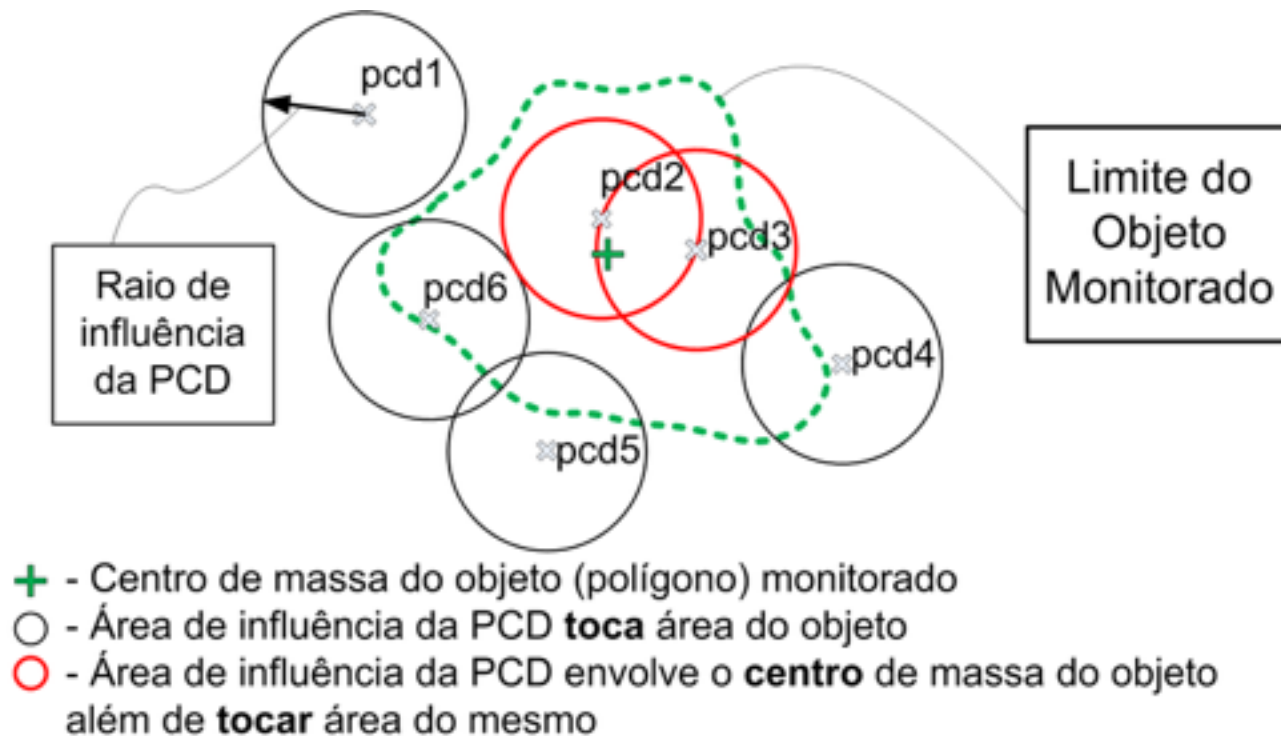 pcd1
pcd2
pcd3
pcd6
pcd4
pcd5
Raio de
influência
da PCD
Limite do
Objeto
Monitorado
+ - Centro de massa do objeto (polígono) monitorado
- Área de influência da PCD toca área do objeto
- Área de influência da PCD envolve o centro de massa do objeto
além de tocar área do mesmo